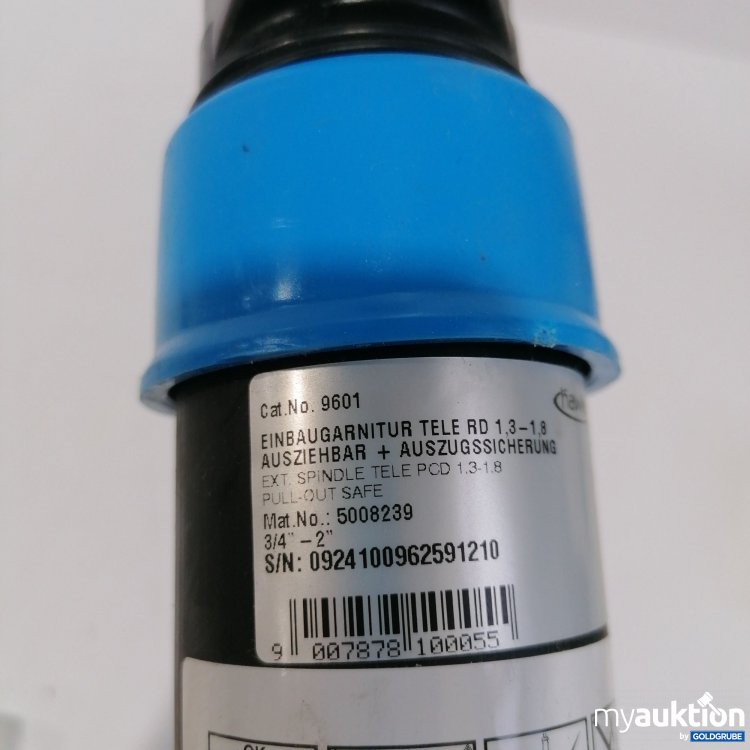 Cat.No. 9601
EINBAUGARNITUR TELE RD 1,3-1,8
AUSZIEHBAR + AUSZUGSSICHERUNG
EXT. SPINDLE TELE PCD 1.3-1.8
PULL-OUT SAFE
Mat.No.: 5008239
3/4" - 2"
S/N: 0924100962591210
9 007878 100055
myauktion
by GOLDGRUBE